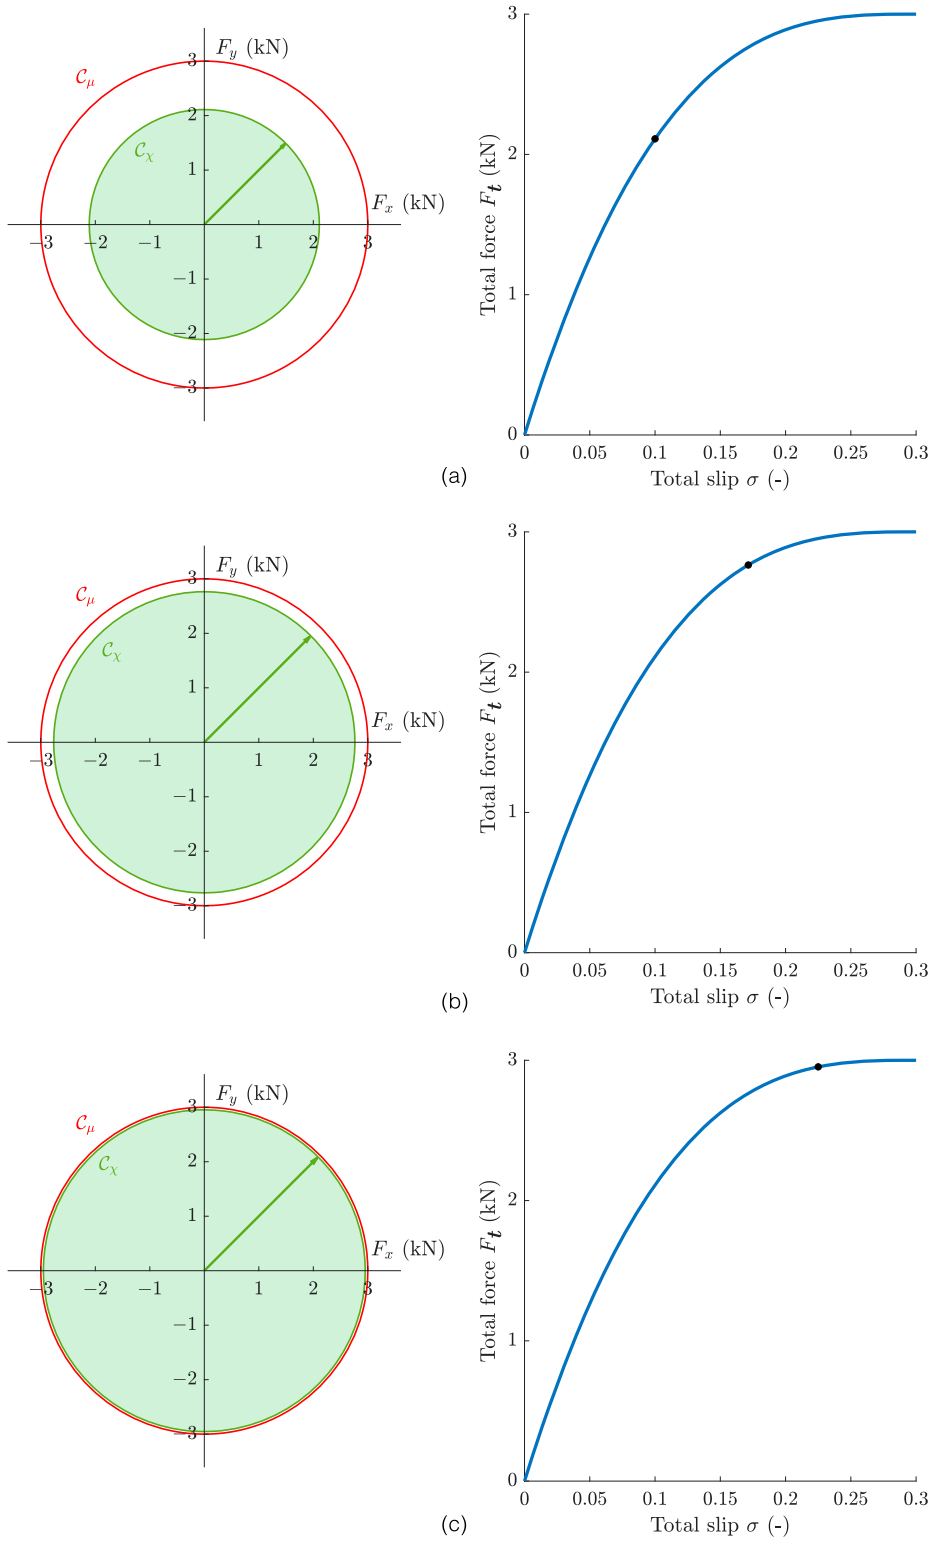 F_y (kN)
C_μ
C_χ
F_x (kN)
3
2
1
−1
−2
−3
−3 −2 −1 1 2 3
Total force F_t (kN)
3
2
1
0
0 0.05 0.1 0.15 0.2 0.25 0.3
Total slip σ (-)
(a)
F_y (kN)
C_μ
C_χ
F_x (kN)
3
2
1
−1
−2
−3
−3 −2 −1 1 2 3
Total force F_t (kN)
3
2
1
0
0 0.05 0.1 0.15 0.2 0.25 0.3
Total slip σ (-)
(b)
F_y (kN)
C_μ
C_χ
F_x (kN)
3
2
1
−1
−2
−3
−3 −2 −1 1 2 3
Total force F_t (kN)
3
2
1
0
0 0.05 0.1 0.15 0.2 0.25 0.3
Total slip σ (-)
(c)